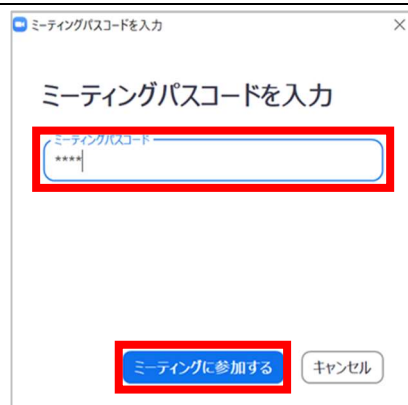 ミーティングパスコードを入力
ミーティングパスコードを入力
ミーティングパスコード
****
ミーティングに参加する
キャンセル